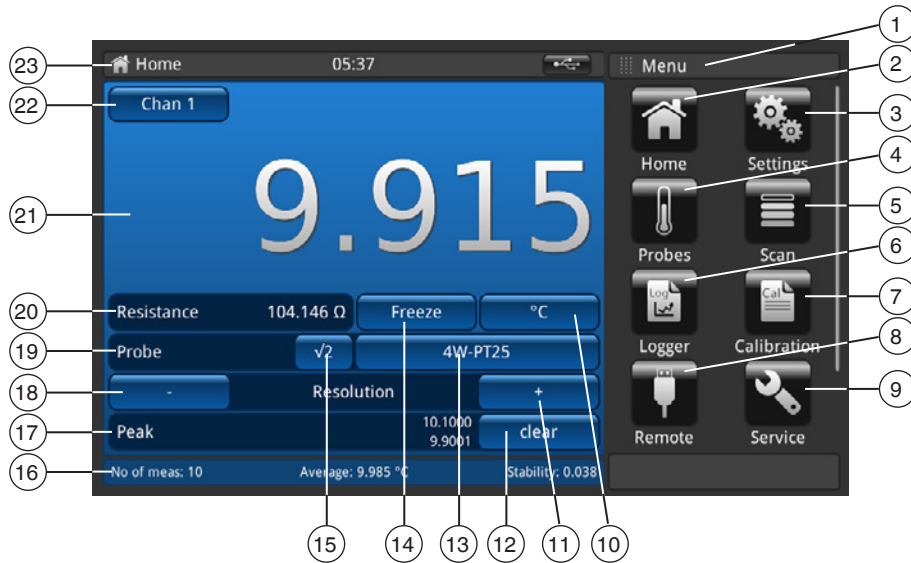 1
23 Home 05:37 Menu
2
22 Chan 1
3
Home Settings
4
9.915
21
5
Probes Scan
6
20 Resistance 104.146 Ω Freeze °C
7
19 Probe √2 4W-PT25
Logger Calibration
8
18 - Resolution +
9
17 Peak 10.1000 clear
9.9001
Remote Service
16 No of meas: 10 Average: 9.985 °C Stability: 0.038
15 14 13 12 11 10
Log
Cal